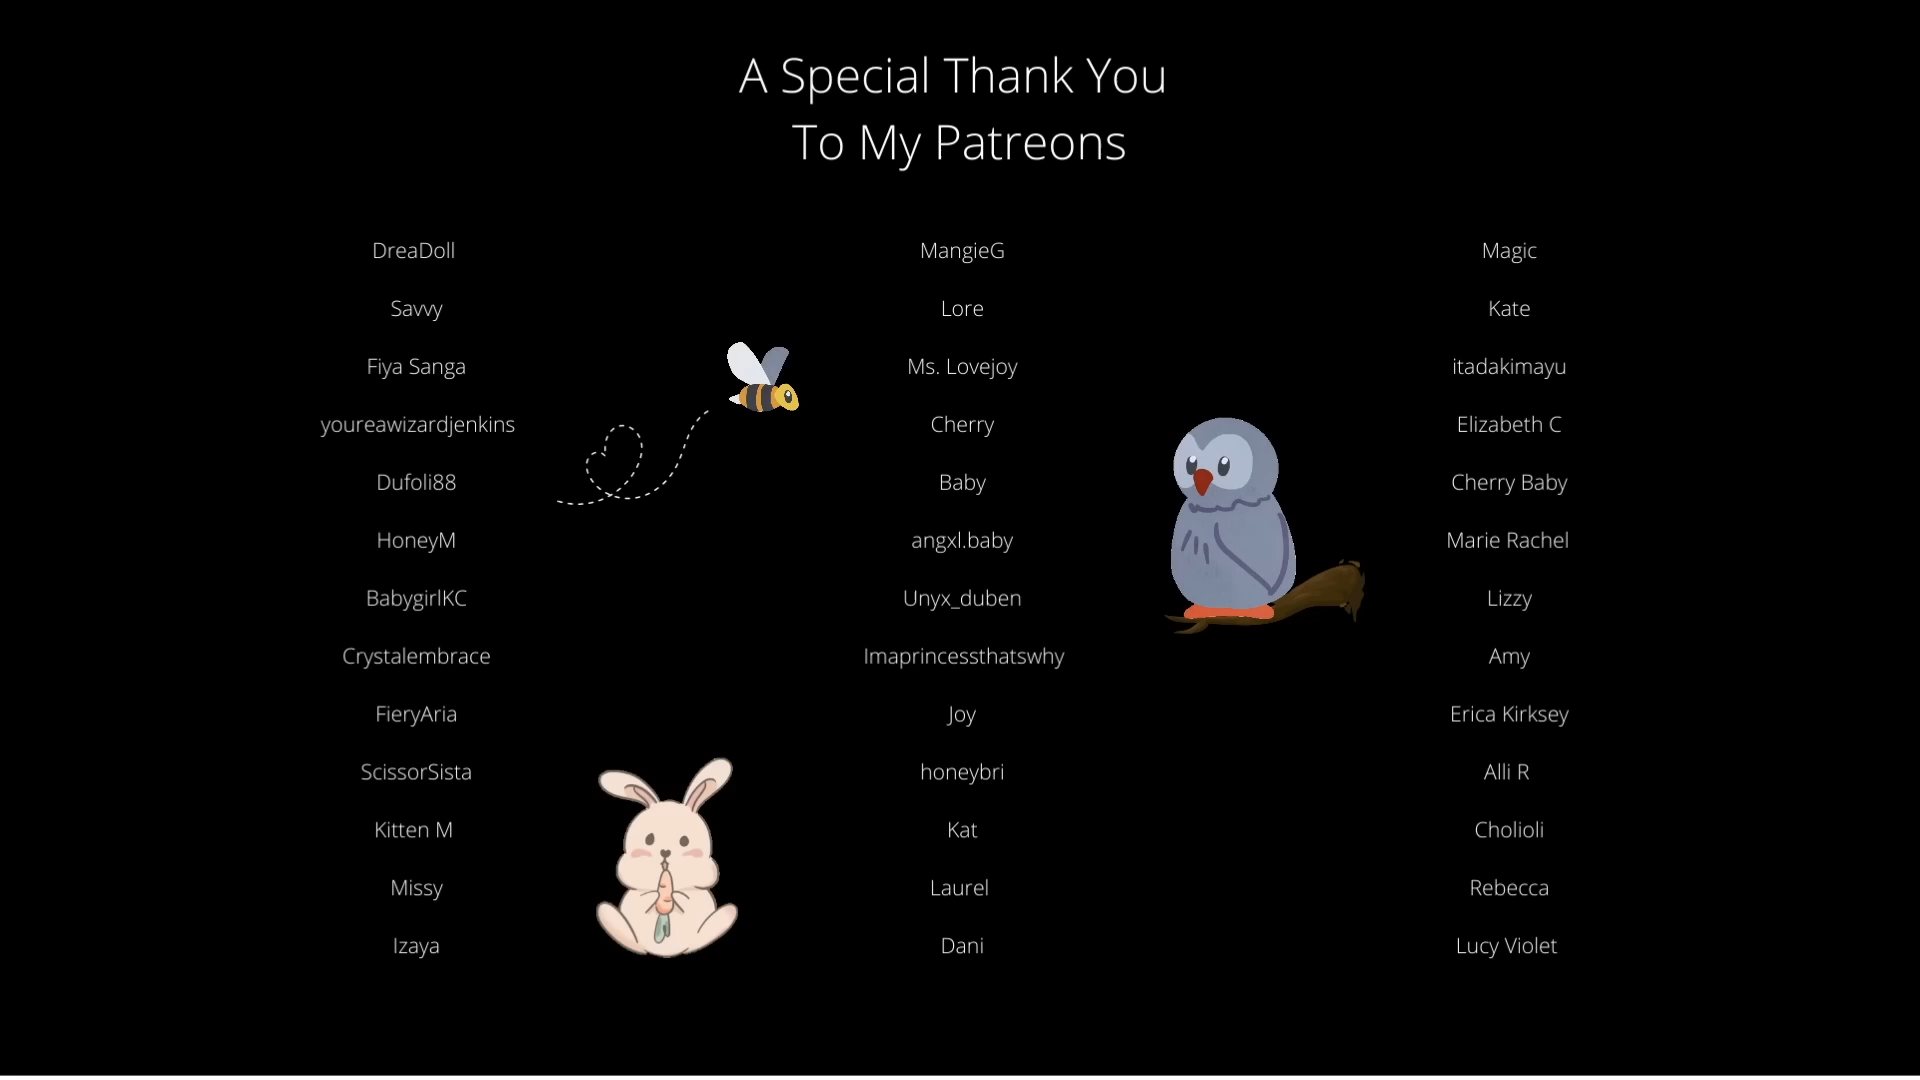 A Special Thank You
To My Patreons
DreaDoll
Savvy
Fiya Sanga
youreawizardjenkins
Dufoli88
HoneyM
BabygirlKC
Crystalembrace
FieryAria
ScissorSista
Kitten M
Missy
Izaya
MangieG
Lore
Ms. Lovejoy
Cherry
Baby
angxl.baby
Unyx_duben
Imaprincessthatswhy
Joy
honeybri
Kat
Laurel
Dani
Magic
Kate
itadakimayu
Elizabeth C
Cherry Baby
Marie Rachel
Lizzy
Amy
Erica Kirksey
Alli R
Cholioli
Rebecca
Lucy Violet